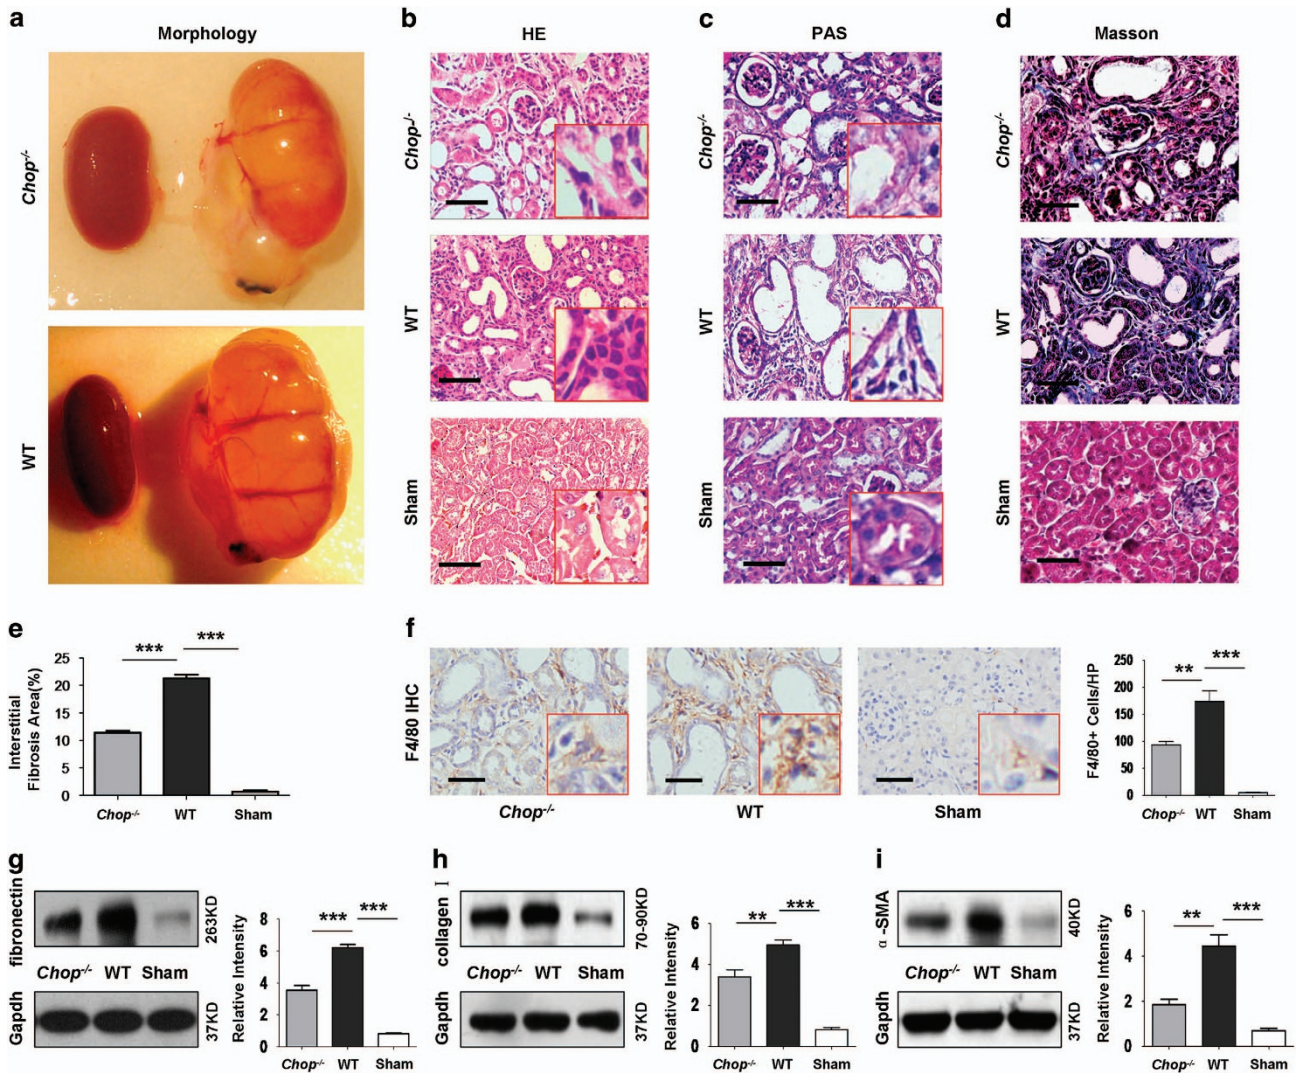 a
b
c
d
Morphology
HE
PAS
Masson
Chop-/-
Chop-/-
Chop-/-
Chop-/-
WT
WT
WT
WT
Sham
Sham
Sham
e
Interstitial
Fibrosis Area(%)
25
20
15
10
5
0
***
***
Chop-/-
WT
Sham
f
F4/80 IHC
Chop-/-
WT
Sham
F4/80+ Cells/HP
250
200
150
100
50
0
**
***
Chop-/-
WT
Sham
g
fibronectin
263KD
Chop-/- WT Sham
Gapdh
37KD
Relative Intensity
8
6
4
2
0
***
***
Chop-/-
WT
Sham
h
collagen I
70-90KD
Chop-/- WT Sham
Gapdh
37KD
Relative Intensity
6
4
2
0
**
***
Chop-/-
WT
Sham
i
α-SMA
40KD
Chop-/- WT Sham
Gapdh
37KD
Relative Intensity
6
4
2
0
**
***
Chop-/-
WT
Sham